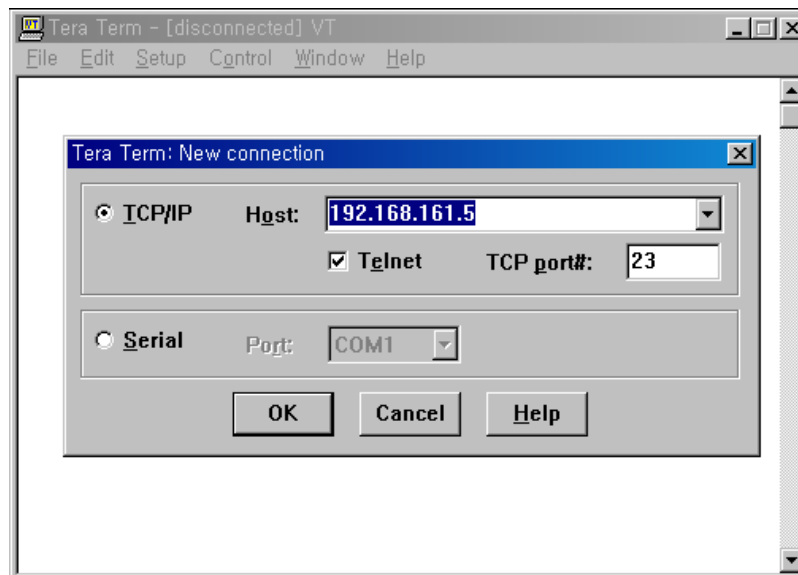 Tera Term - [disconnected] VT
File Edit Setup Control Window Help
Tera Term: New connection
TCP/IP Host: 192.168.161.5
Telnet TCP port#: 23
Serial Port: COM1
OK Cancel Help